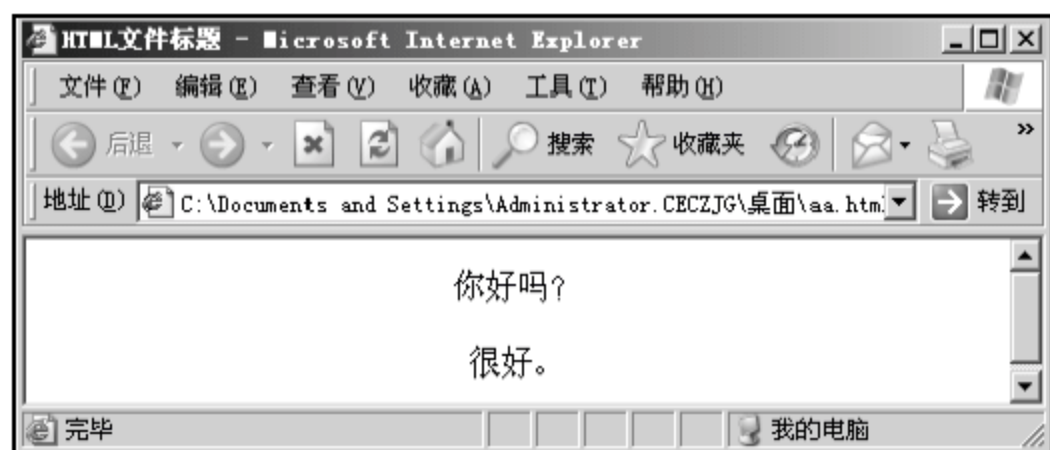 HTML文件标题 - Microsoft Internet Explorer
文件(F) 编辑(E) 查看(V) 收藏(A) 工具(T) 帮助(H)
后退 搜索 收藏夹 »
地址(D) C:\Documents and Settings\Administrator.CECZJG\桌面\aa.html 转到
你好吗?
很好。
完毕 我的电脑